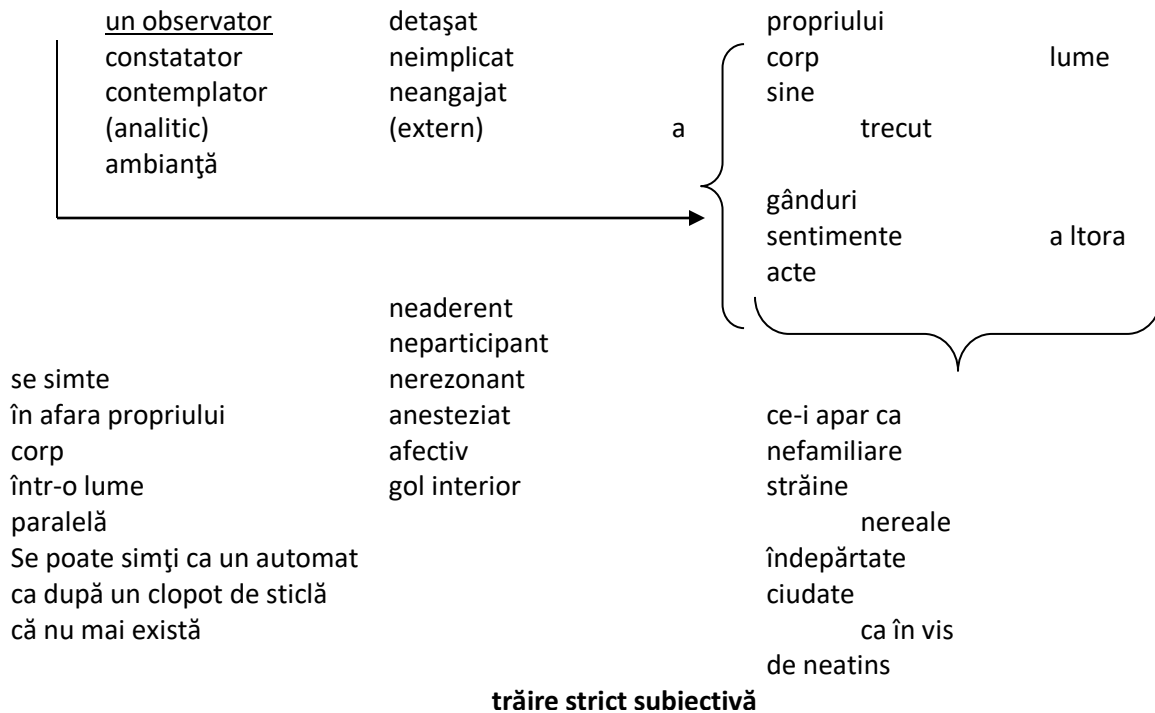 un observator detaşat propriului
constatator neimplicat corp lume
contemplator neangajat sine
(analitic) (extern) a trecut
ambianţă
gânduri
sentimente a ltora
acte
neaderent
neparticipant
se simte nerezonant
în afara propriului anesteziat ce-i apar ca
corp afectiv nefamiliare
într-o lume gol interior străine
paralelă nereale
Se poate simţi ca un automat îndepărtate
ca după un clopot de sticlă ciudate
că nu mai există ca în vis
de neatins
trăire strict subiectivă